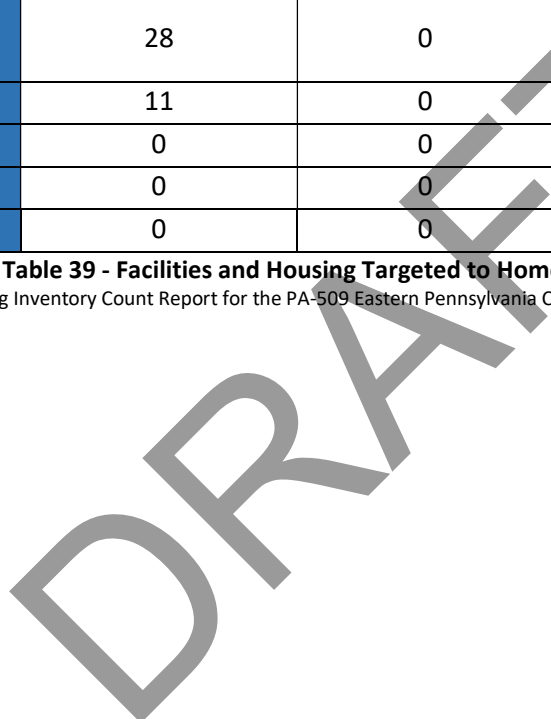 28 0
11 0
0 0
0 0
0 0
Table 39 - Facilities and Housing Targeted to
Inventory Count Report for the PA-509 Eastern Pennsylvania
DRAFT